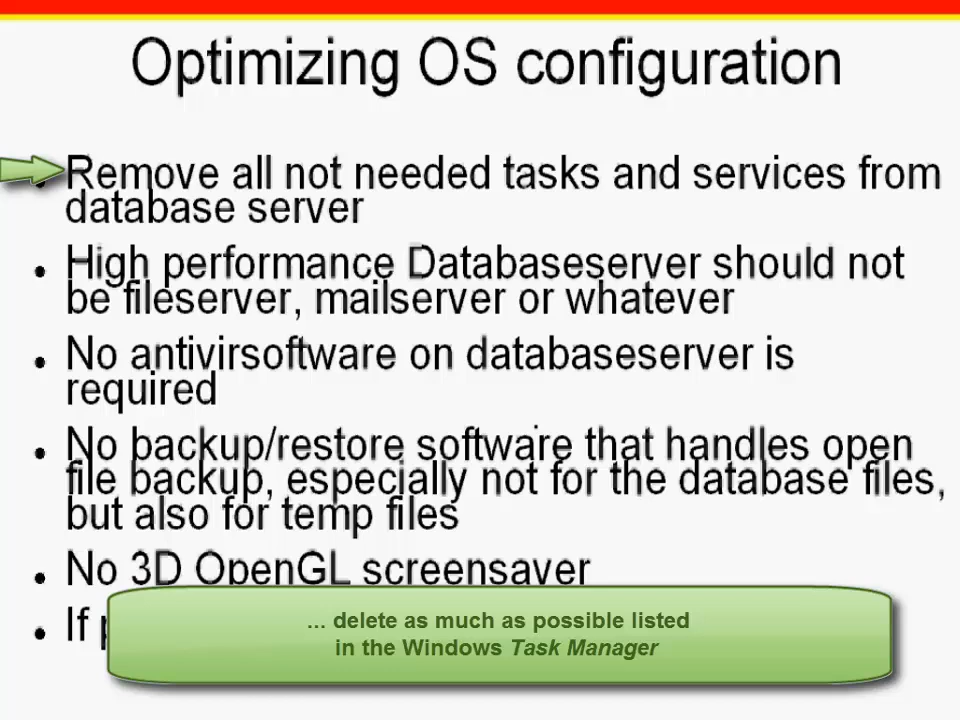 Optimizing OS configuration
Remove all not needed tasks and services from
database server
High performance Databaseserver should not
be fileserver, mailserver or whatever
No antivirsoftware on databaseserver is
required
No backup/restore software that handles open
file backup, especially not for the database files,
but also for temp files
No 3D OpenGL screensaver
If
... delete as much as possible listed
in the Windows Task Manager